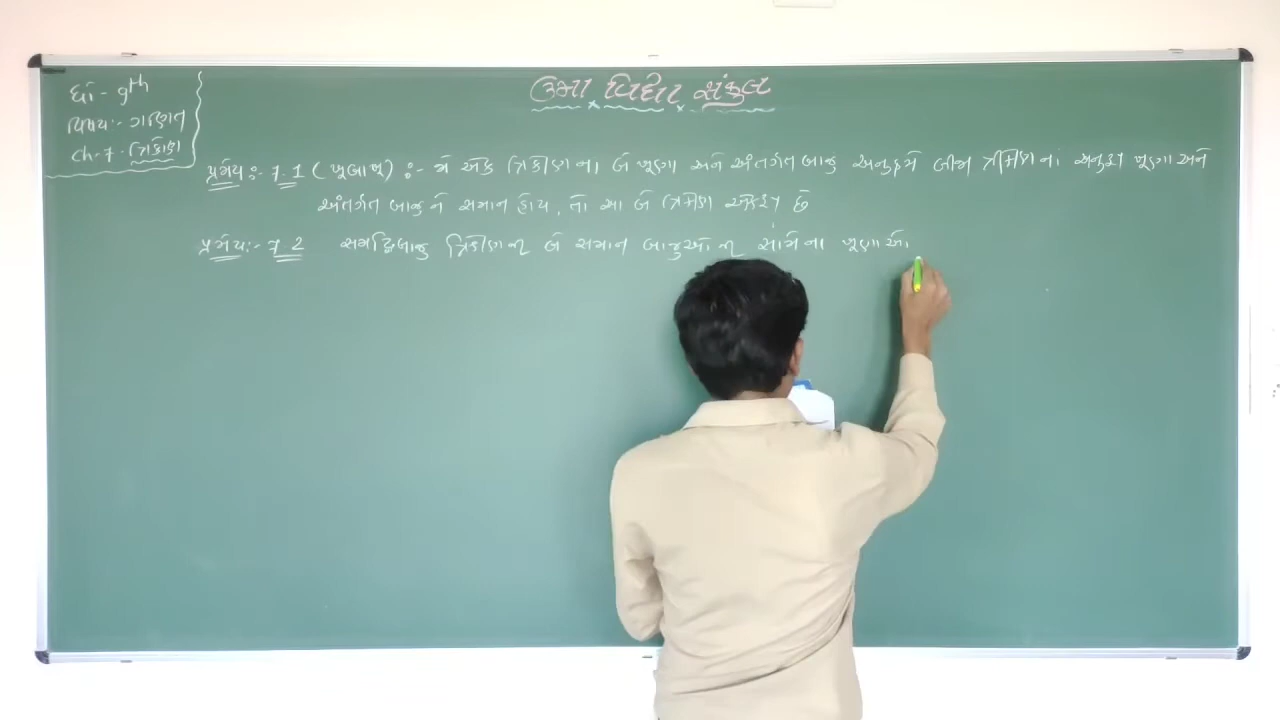 ઉમા વિદ્યા સંકુલ
ધો - 9th
વિષય :- ગણિત
ch-7. ત્રિકોણ
પ્રમેય :- 7.1 ( ખૂબાખૂ ) :- જો એક ત્રિકોણના બે ખૂણા અને અંતર્ગત બાજુ અનુક્રમે બીજા ત્રિકોણનાં અનુરૂપ ખૂણા અને
અંતર્ગત બાજુને સમાન હોય, તો આ બે ત્રિકોણ એકરૂપ છે
પ્રમેય :- 7.2 સમદ્વિબાજુ ત્રિકોણની બે સમાન બાજુઓની સામેના ખૂણાઓ